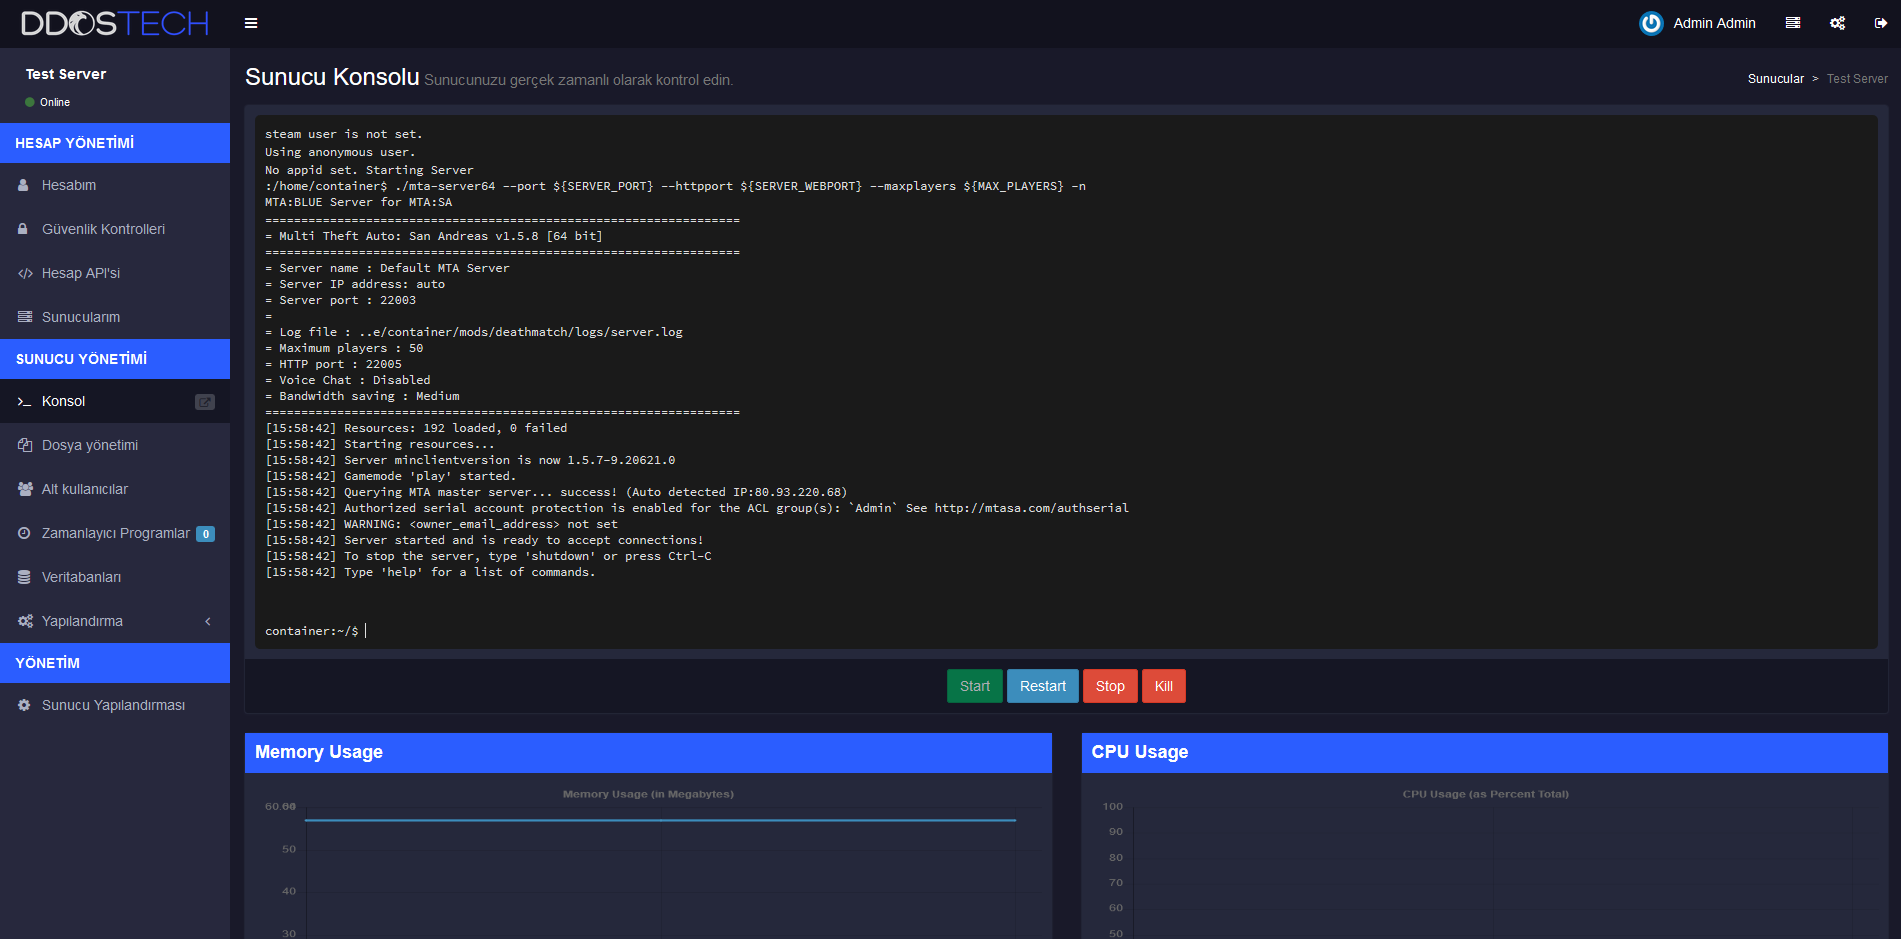 DDOSTECH
Admin Admin
Test Server
Online
HESAP YÖNETİMİ
Hesabım
Güvenlik Kontrolleri
Hesap API'si
Sunucularım
SUNUCU YÖNETİMİ
Konsol
Dosya yönetimi
Alt kullanıcılar
Zamanlayıcı Programlar 0
Veritabanları
Yapılandırma
YÖNETİM
Sunucu Yapılandırması
Sunucu Konsolu Sunucunuzu gerçek zamanlı olarak kontrol edin.
Sunucular > Test Server
steam user is not set.
Using anonymous user.
No appid set. Starting Server
:/home/container$ ./mta-server64 --port ${SERVER_PORT} --httpport ${SERVER_WEBPORT} --maxplayers ${MAX_PLAYERS} -n
MTA:BLUE Server for MTA:SA
==================================================================
= Multi Theft Auto: San Andreas v1.5.8 [64 bit]
==================================================================
= Server name : Default MTA Server
= Server IP address: auto
= Server port : 22003
=
= Log file : ..e/container/mods/deathmatch/logs/server.log
= Maximum players : 50
= HTTP port : 22005
= Voice Chat : Disabled
= Bandwidth saving : Medium
==================================================================
[15:58:42] Resources: 192 loaded, 0 failed
[15:58:42] Starting resources...
[15:58:42] Server minclientversion is now 1.5.7-9.20621.0
[15:58:42] Gamemode 'play' started.
[15:58:42] Querying MTA master server... success! (Auto detected IP:80.93.220.68)
[15:58:42] Authorized serial account protection is enabled for the ACL group(s): `Admin` See http://mtasa.com/authserial
[15:58:42] WARNING: <owner_email_address> not set
[15:58:42] Server started and is ready to accept connections!
[15:58:42] To stop the server, type 'shutdown' or press Ctrl-C
[15:58:42] Type 'help' for a list of commands.
container:~/$
Start Restart Stop Kill
Memory Usage
Memory Usage (in Megabytes)
50
40
30
CPU Usage
CPU Usage (as Percent Total)
100
90
80
70
60
50